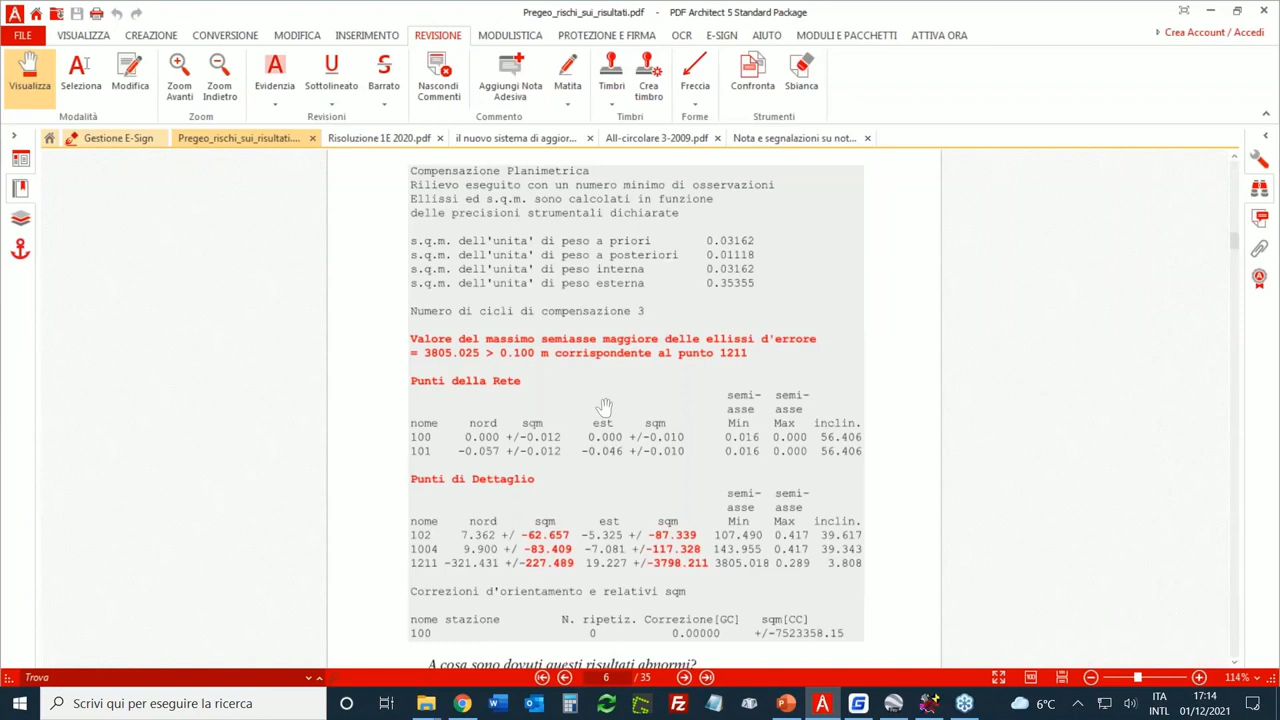 Pregeo_rischi_sui_risultati.pdf - PDF Architect 5 Standard Package
FILE VISUALIZZA CREAZIONE CONVERSIONE MODIFICA INSERIMENTO REVISIONE MODULISTICA PROTEZIONE E FIRMA OCR E-SIGN AIUTO MODULI E PACCHETTI ATTIVA ORA Crea Account / Accedi
Visualizza Seleziona Modifica Zoom Avanti Zoom Indietro Evidenzia Sottolineato Barrato Nascondi Commenti Aggiungi Nota Adesiva Matita Timbri Crea timbro Freccia Confronta Sbianca
Modalità Zoom Revisioni Commento Timbri Forme Strumenti
Gestione E-Sign Pregeo_rischi_sui_risultati.... Risoluzione 1E 2020.pdf il nuovo sistema di aggior... All-circolare 3-2009.pdf Nota e segnalazioni su not...
Compensazione Planimetrica
Rilievo eseguito con un numero minimo di osservazioni
Ellissi ed s.q.m. sono calcolati in funzione
delle precisioni strumentali dichiarate
s.q.m. dell'unita' di peso a priori 0.03162
s.q.m. dell'unita' di peso a posteriori 0.01118
s.q.m. dell'unita' di peso interna 0.03162
s.q.m. dell'unita' di peso esterna 0.35355
Numero di cicli di compensazione 3
Valore del massimo semiasse maggiore delle ellissi d'errore
= 3805.025 > 0.100 m corrispondente al punto 1211
Punti della Rete
semi- semi-
asse asse
nome nord sqm est sqm Min Max inclin.
100 0.000 +/-0.012 0.000 +/-0.010 0.016 0.000 56.406
101 -0.057 +/-0.012 -0.046 +/-0.010 0.016 0.000 56.406
Punti di Dettaglio
semi- semi-
asse asse
nome nord sqm est sqm Min Max inclin.
102 7.362 +/ -62.657 -5.325 +/ -87.339 107.490 0.417 39.617
1004 9.900 +/ -83.409 -7.081 +/-117.328 143.955 0.417 39.343
1211 -321.431 +/-227.489 19.227 +/-3798.211 3805.018 0.289 3.808
Correzioni d'orientamento e relativi sqm
nome stazione N. ripetiz. Correzione[GC] sqm[CC]
100 0 0.00000 +/-7523358.15
A cosa sono dovuti questi risultati abnormi?
Trova 6 / 35 114%
Scrivi qui per eseguire la ricerca 6°C ITA INTL 17:14 01/12/2021